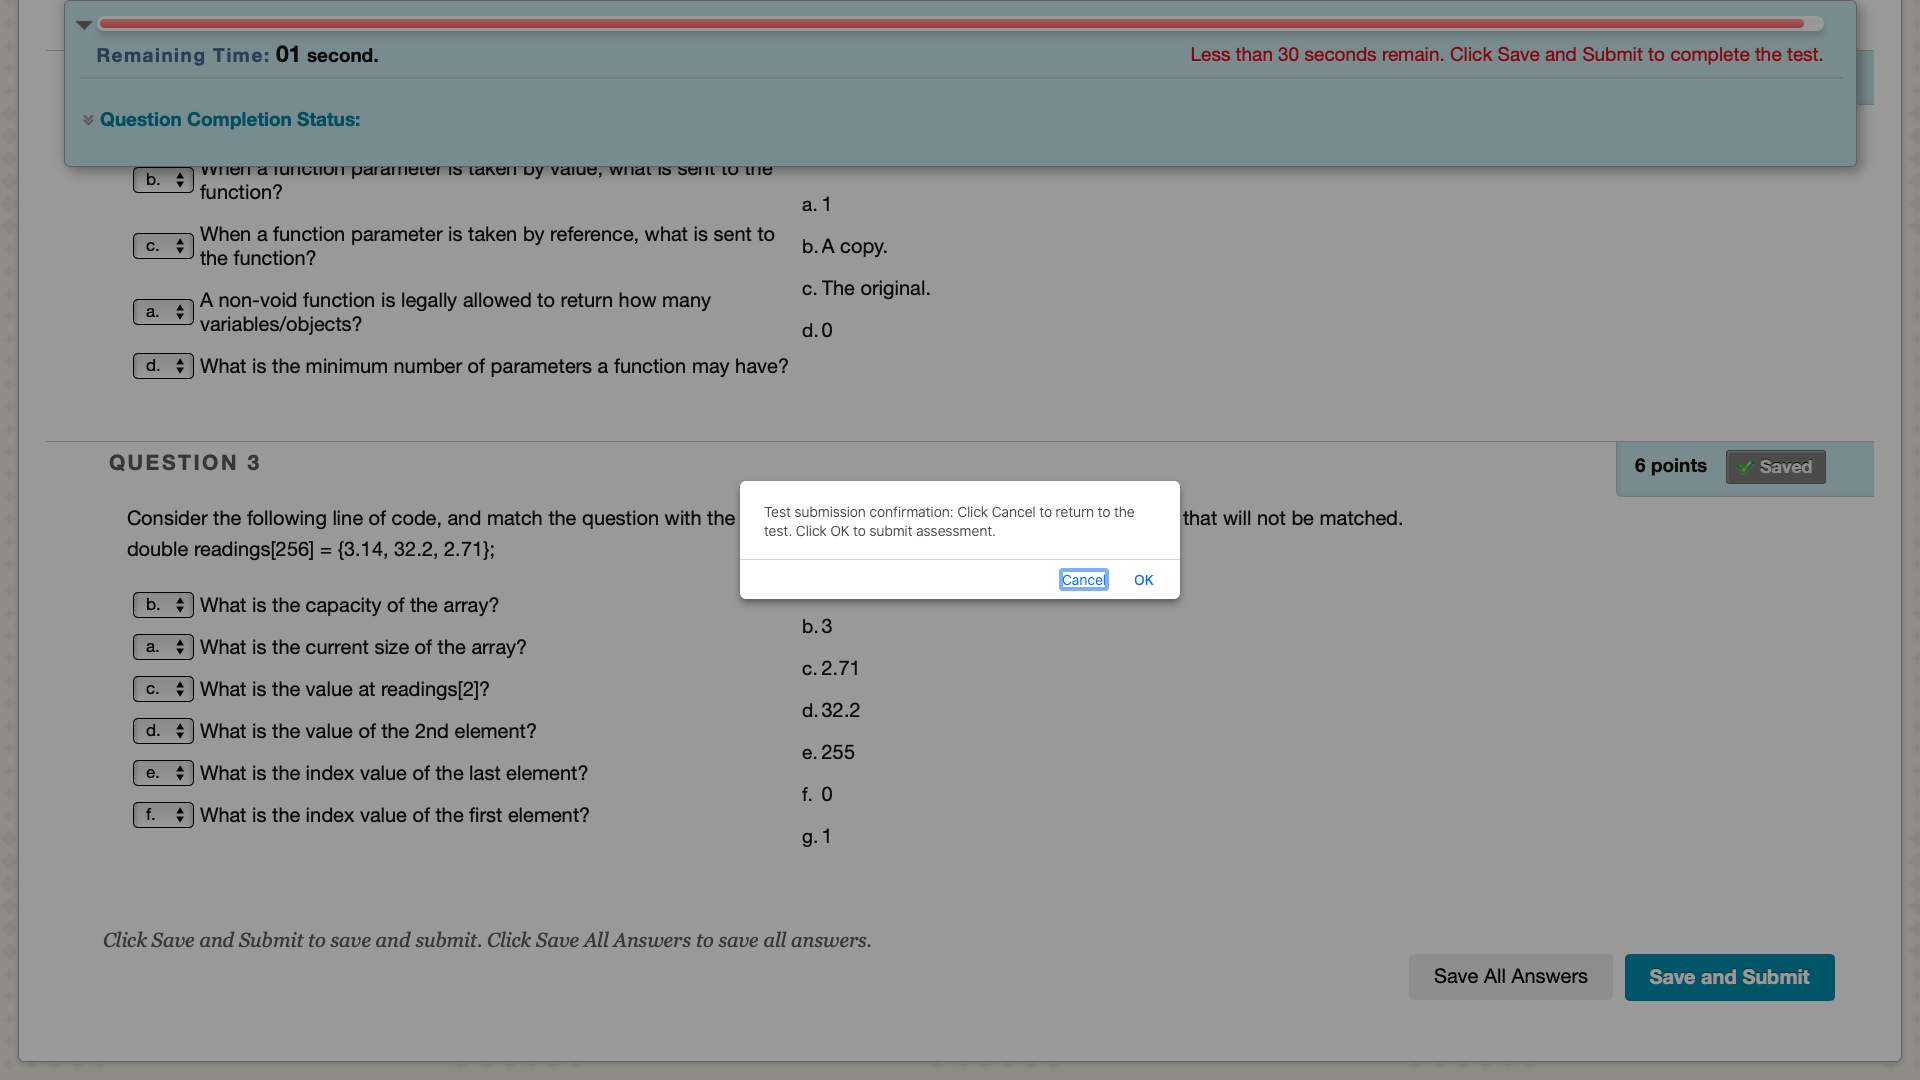 Remaining Time: 01 second.
Less than 30 seconds remain. Click Save and Submit to complete the test.
Question Completion Status:
b. When a function parameter is taken by value, what is sent to the
function?
c. When a function parameter is taken by reference, what is sent to
the function?
a. A non-void function is legally allowed to return how many
variables/objects?
d. What is the minimum number of parameters a function may have?
a. 1
b. A copy.
c. The original.
d. 0
QUESTION 3
6 points
Saved
Consider the following line of code, and match the question with the
that will not be matched.
double readings[256] = {3.14, 32.2, 2.71};
Test submission confirmation: Click Cancel to return to the
test. Click OK to submit assessment.
Cancel
OK
b. What is the capacity of the array?
a. What is the current size of the array?
c. What is the value at readings[2]?
d. What is the value of the 2nd element?
e. What is the index value of the last element?
f. What is the index value of the first element?
b. 3
c. 2.71
d. 32.2
e. 255
f. 0
g. 1
Click Save and Submit to save and submit. Click Save All Answers to save all answers.
Save All Answers
Save and Submit